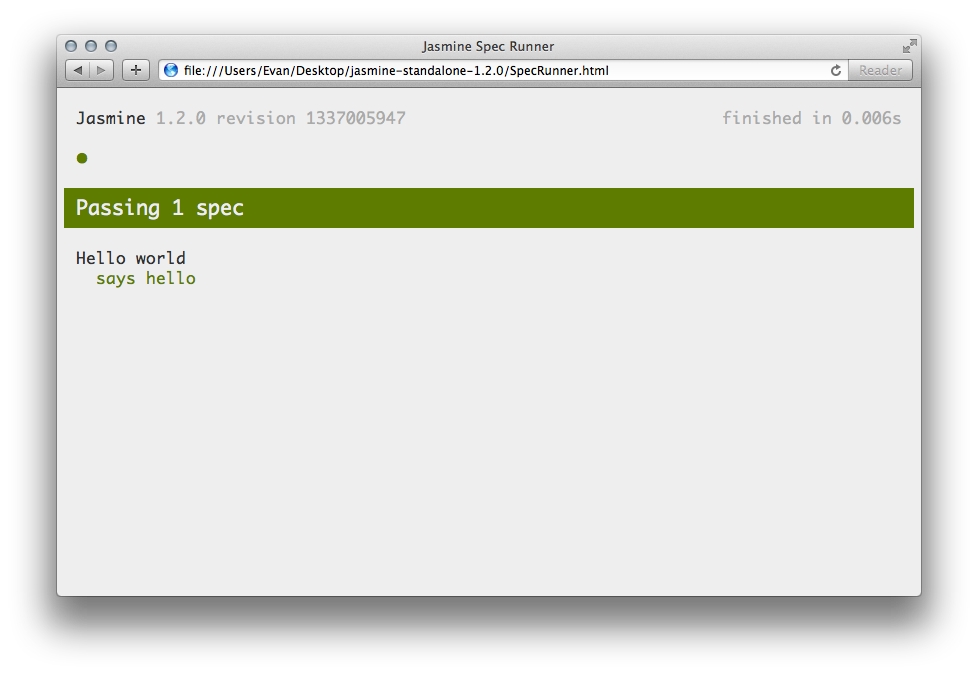 Jasmine Spec Runner
file:///Users/Evan/Desktop/jasmine-standalone-1.2.0/SpecRunner.html
Reader
Jasmine 1.2.0 revision 1337005947
finished in 0.006s
Passing 1 spec
Hello world
says hello